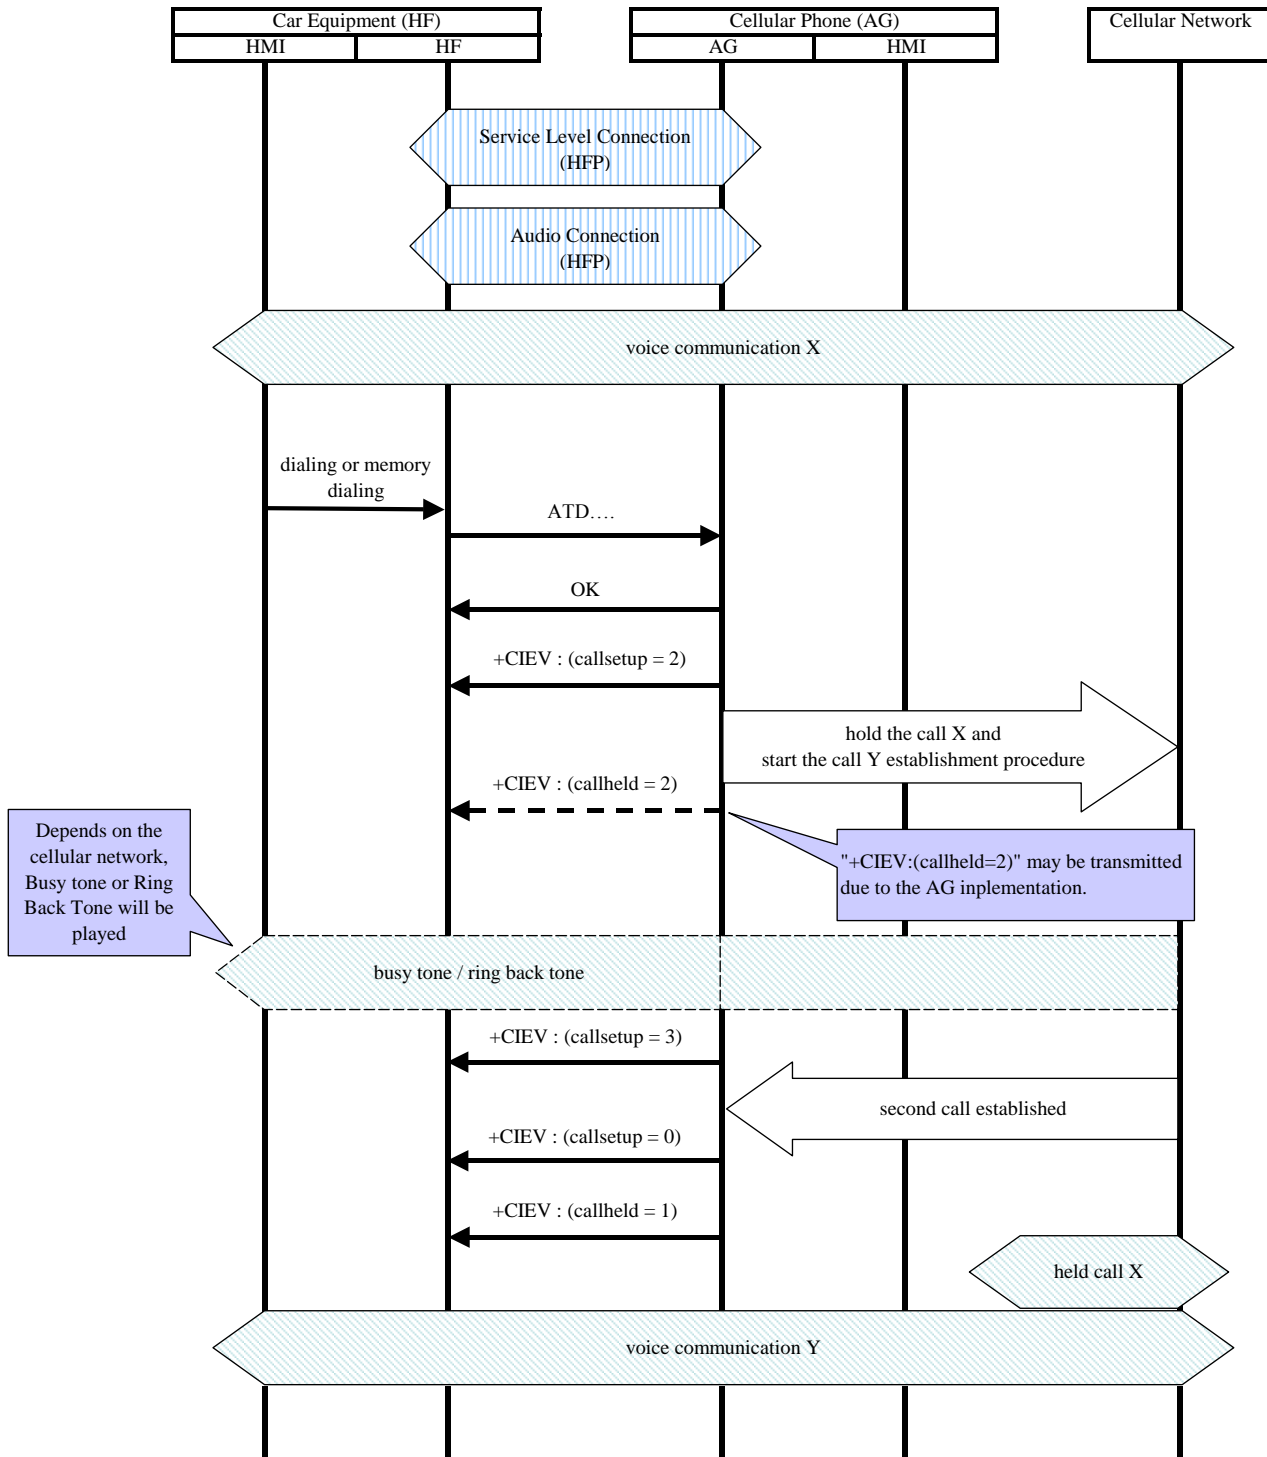 Car Equipment (HF)
Cellular Phone (AG)
Cellular Network
HMI
HF
AG
HMI
Service Level Connection
(HFP)
Audio Connection
(HFP)
voice communication X
dialing or memory
dialing
ATD….
OK
+CIEV : (callsetup = 2)
hold the call X and
start the call Y establishment procedure
+CIEV : (callheld = 2)
Depends on the
cellular network,
Busy tone or Ring
Back Tone will be
played
"+CIEV:(callheld=2)" may be transmitted
due to the AG inplementation.
busy tone / ring back tone
+CIEV : (callsetup = 3)
second call established
+CIEV : (callsetup = 0)
+CIEV : (callheld = 1)
held call X
voice communication Y